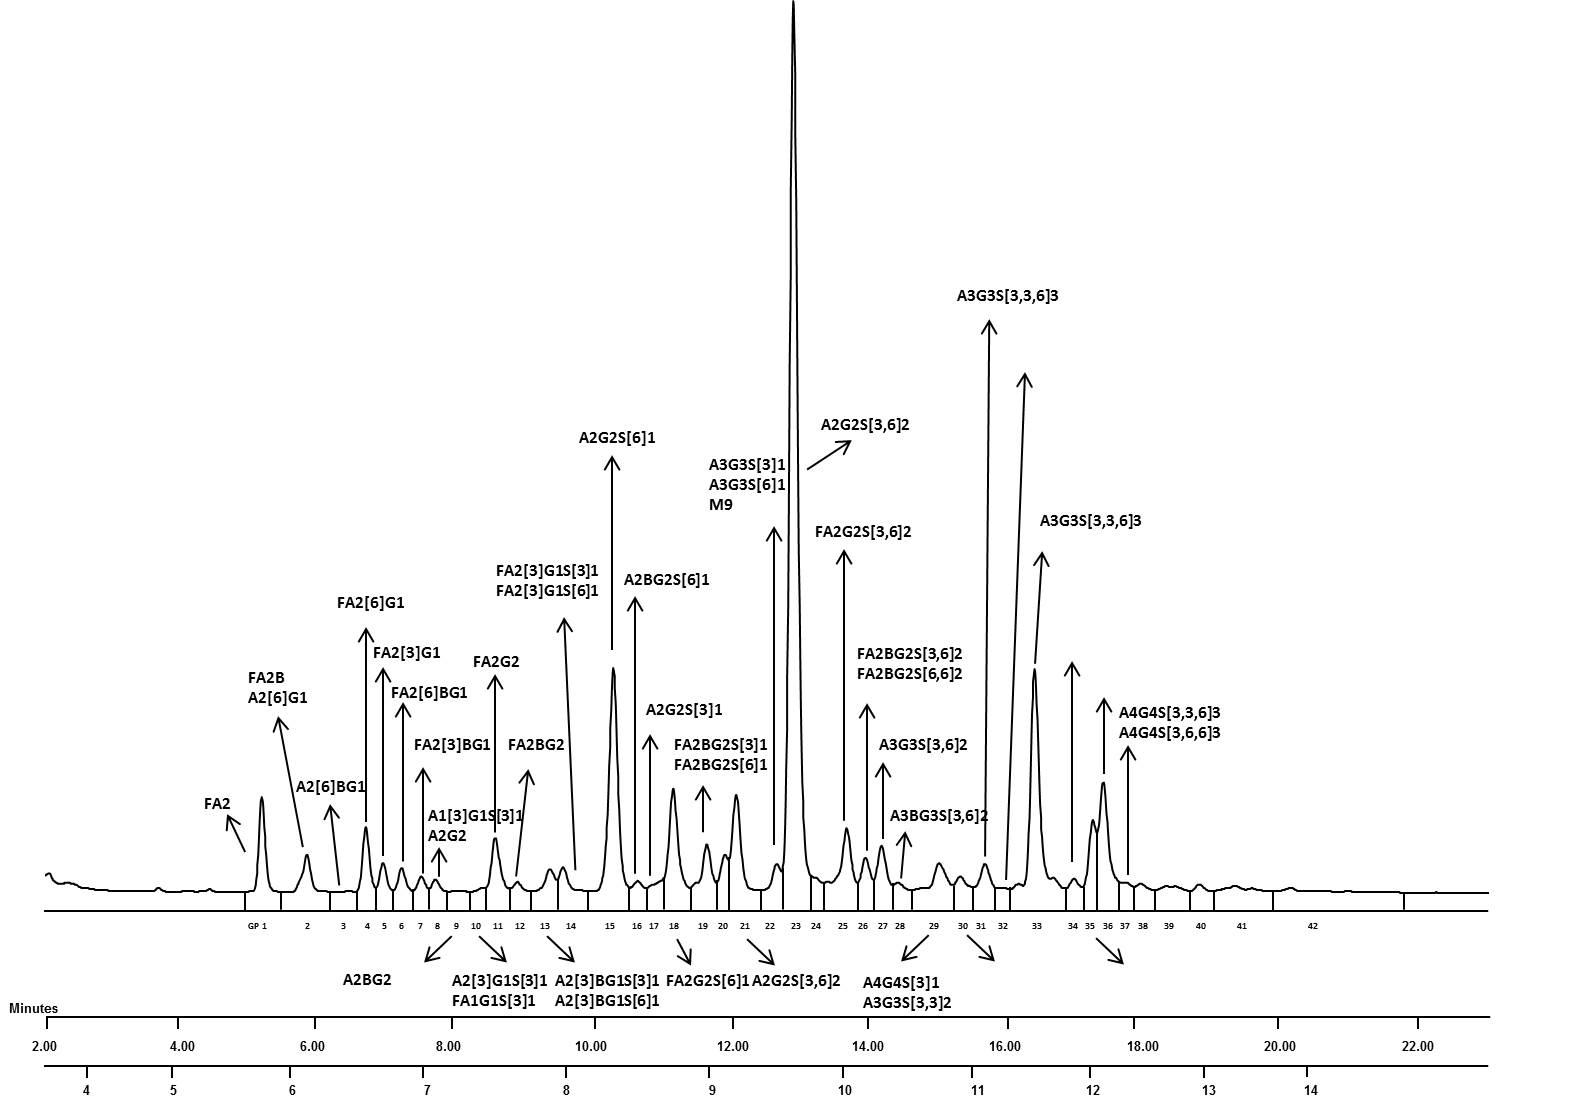 A3G3S[3,3,6]3
A2G2S[3,6]2
A2G2S[6]1
A3G3S[3]1
A3G3S[6]1
M9
A3G3S[3,3,6]3
FA2G2S[3,6]2
FA2[3]G1S[3]1
FA2[3]G1S[6]1
A2BG2S[6]1
FA2[6]G1
FA2[3]G1
FA2G2
FA2BG2S[3,6]2
FA2BG2S[6,6]2
FA2B
A2[6]G1
FA2[6]BG1
A2G2S[3]1
A4G4S[3,3,6]3
A4G4S[3,6,6]3
FA2[3]BG1
FA2BG2
FA2BG2S[3]1
FA2BG2S[6]1
A3G3S[3,6]2
A2[6]BG1
FA2
A1[3]G1S[3]1
A2G2
A3BG3S[3,6]2
GP 1 2 3 4 5 6 7 8 9 10 11 12 13 14 15 16 17 18 19 20 21 22 23 24 25 26 27 28 29 30 31 32 33 34 35 36 37 38 39 40 41 42
A2BG2
A2[3]G1S[3]1
FA1G1S[3]1
A2[3]BG1S[3]1
A2[3]BG1S[6]1
FA2G2S[6]1
A2G2S[3,6]2
A4G4S[3]1
A3G3S[3,3]2
Minutes
2.00 4.00 6.00 8.00 10.00 12.00 14.00 16.00 18.00 20.00 22.00
4 5 6 7 8 9 10 11 12 13 14